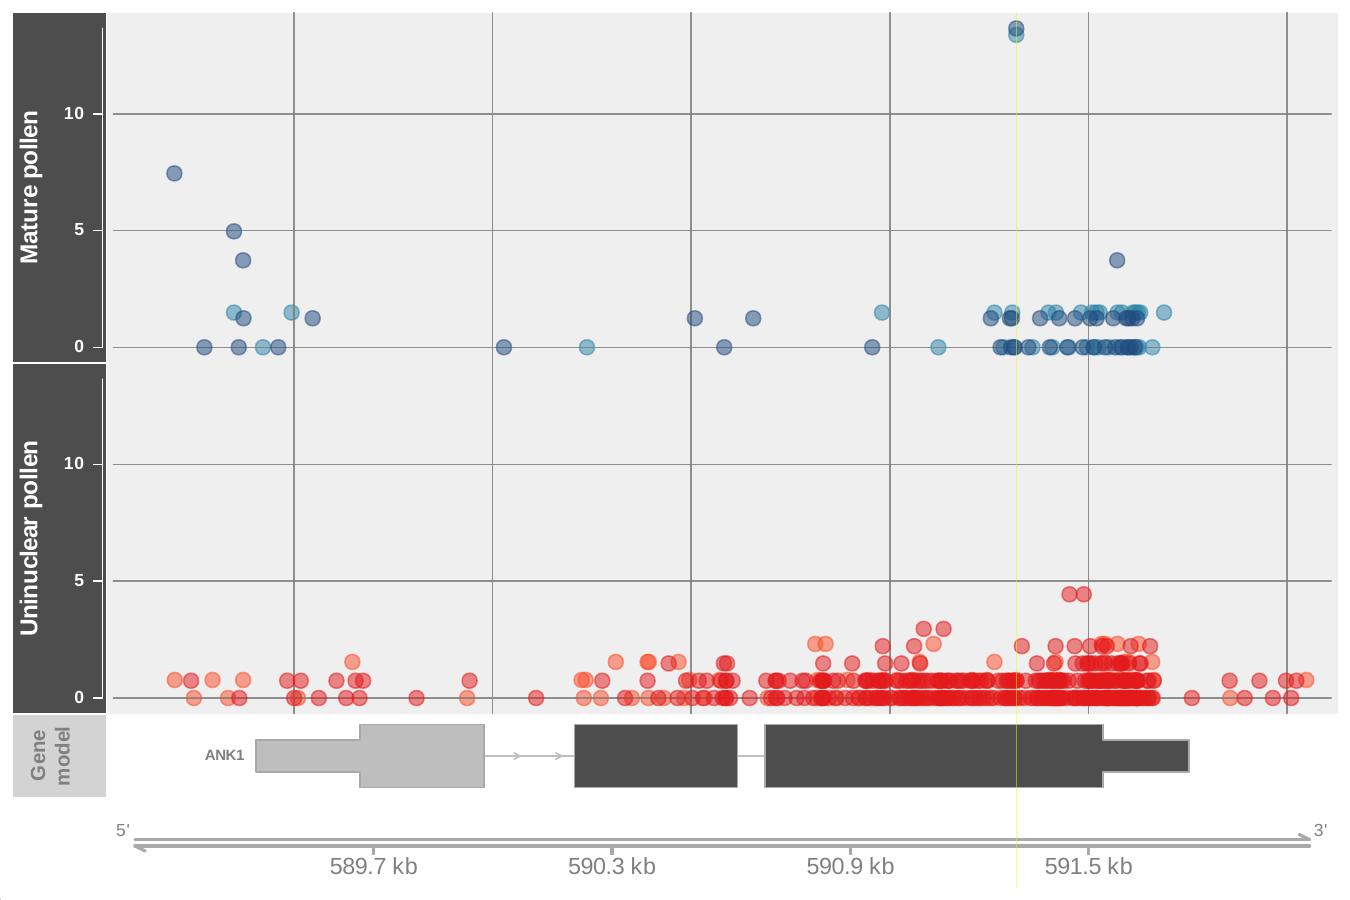 Mature pollen
10
5
0
Uninuclear pollen
10
5
0
Gene
model
ANK1
5'
3'
589.7 kb
590.3 kb
590.9 kb
591.5 kb